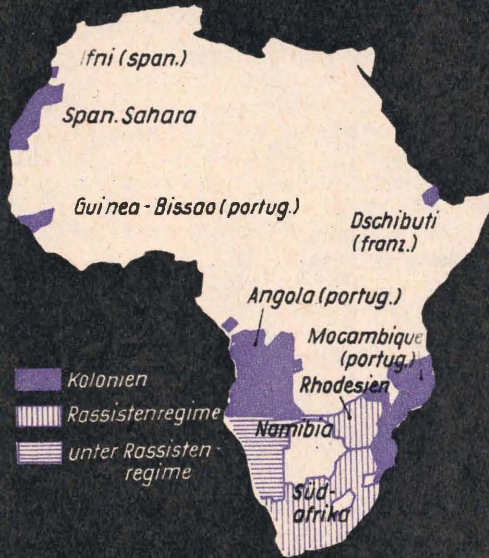 Ifni (span.)
Span. Sahara
Guinea-Bissao (portug.)
Dschibuti
(franz.)
Angola (portug.)
Mocambique
(portug.)
Rhodesien
Namibia
Süd-
afrika
Kolonien
Rassistenregime
unter Rassisten-
regime